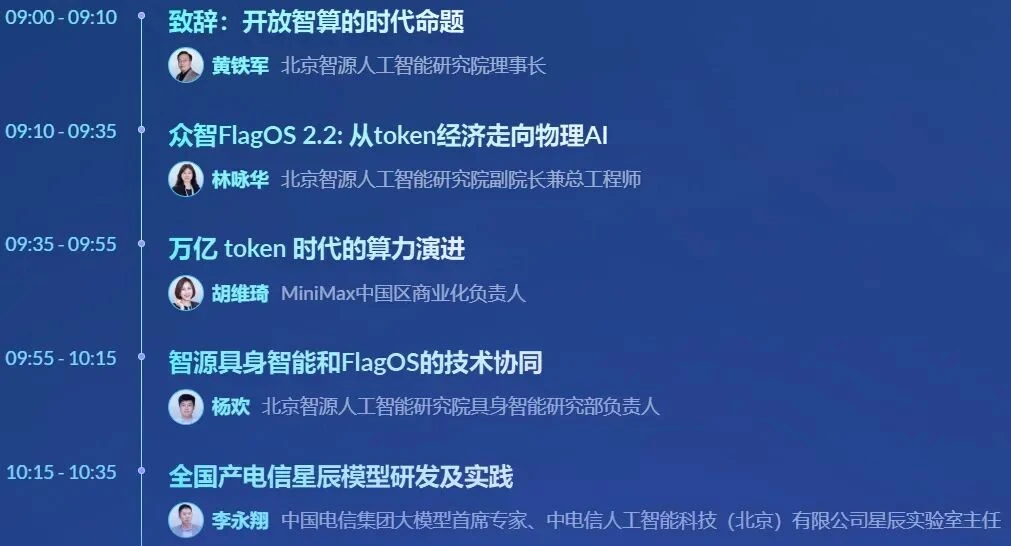 09:00 - 09:10
致辞：开放智算的时代命题
黄铁军 北京智源人工智能研究院理事长
09:10 - 09:35
众智FlagOS 2.2: 从token经济走向物理AI
林咏华 北京智源人工智能研究院副院长兼总工程师
09:35 - 09:55
万亿 token 时代的算力演进
胡维琦 MiniMax中国区商业化负责人
09:55 - 10:15
智源具身智能和FlagOS的技术协同
杨欢 北京智源人工智能研究院具身智能研究部负责人
10:15 - 10:35
全国产电信星辰模型研发及实践
李永翔 中国电信集团大模型首席专家、中电信人工智能科技（北京）有限公司星辰实验室主任